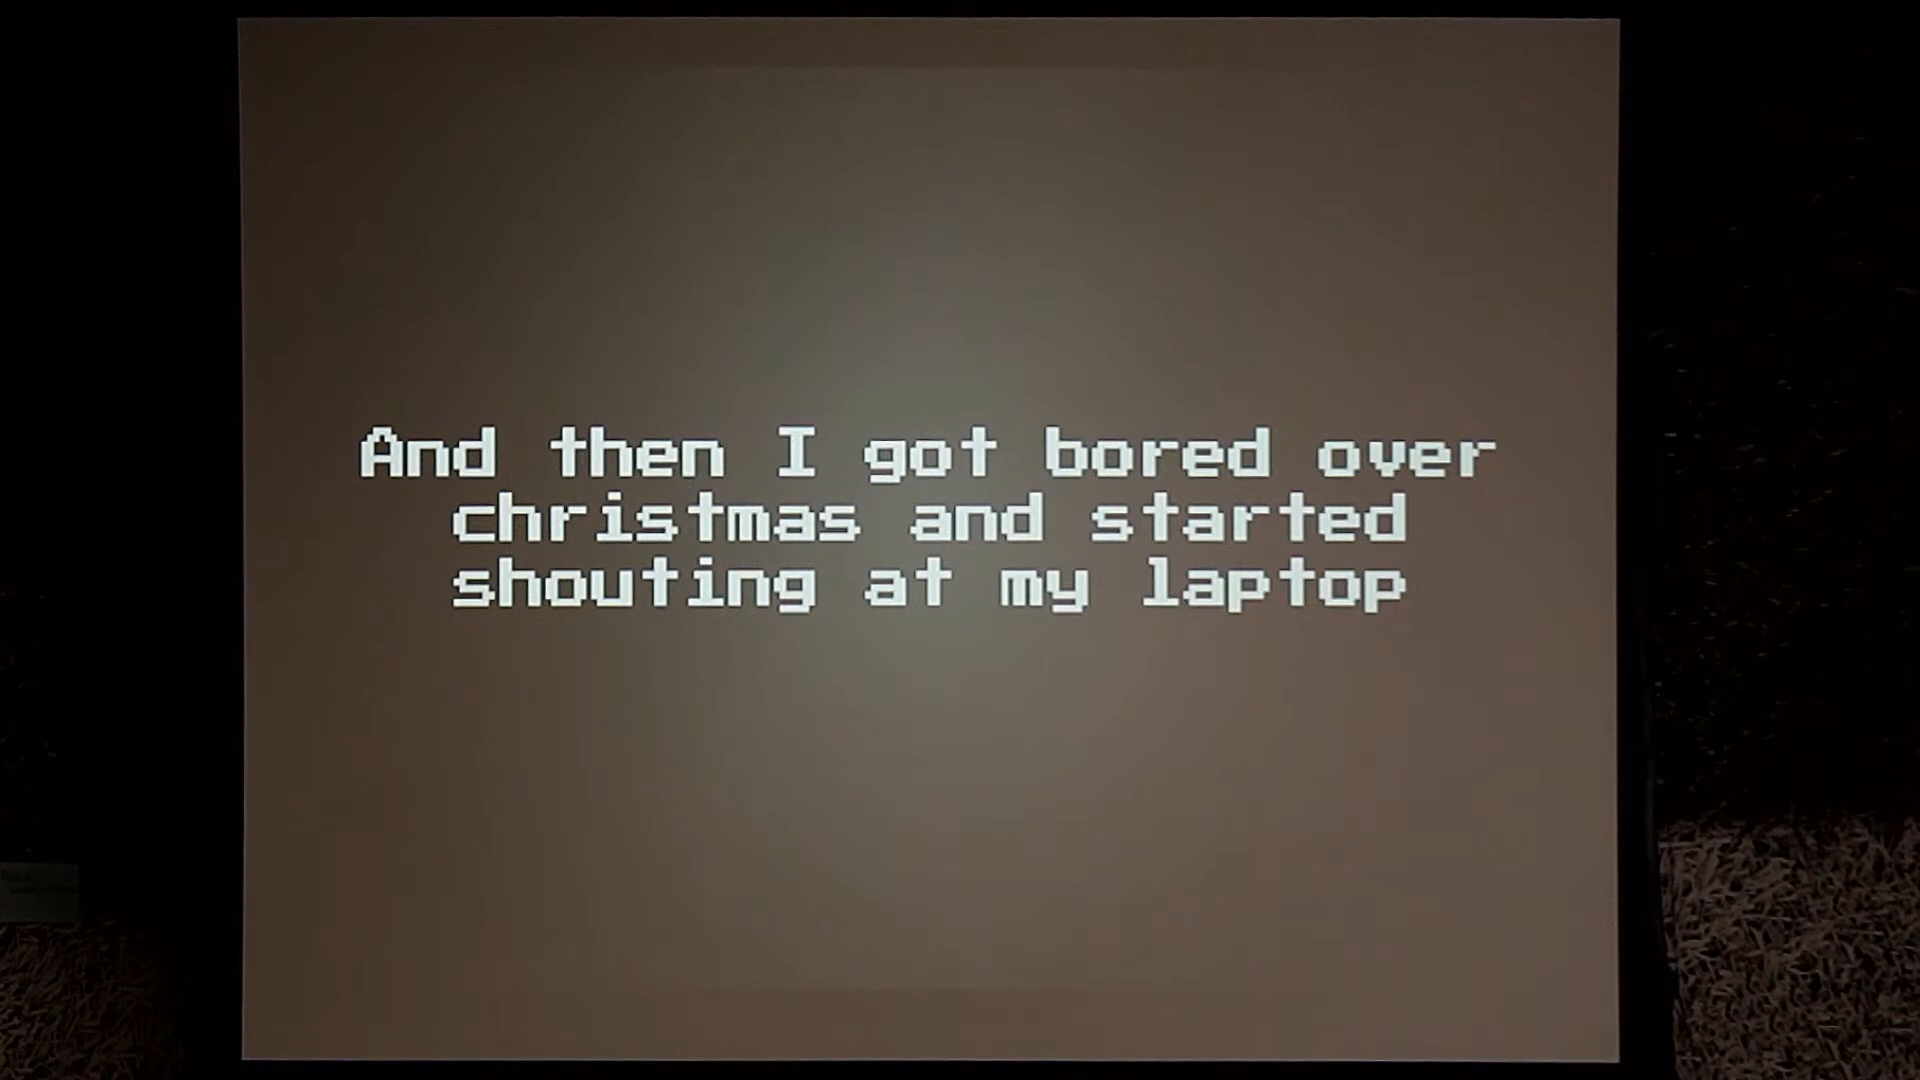 And then I got bored over
christmas and started
shouting at my laptop